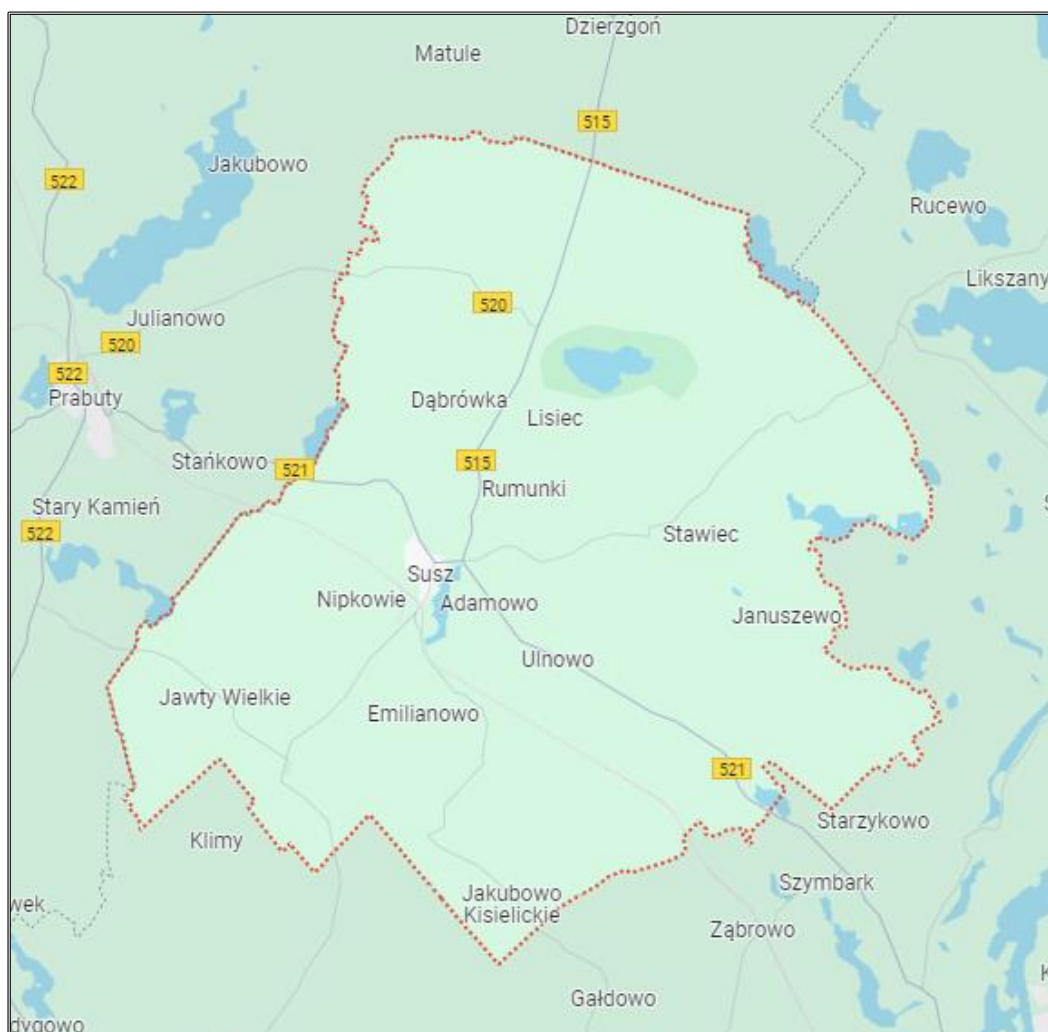 Dzierzgoń
Matule
515
Jakubowo
522
Rucewo
Likszany
520
Julianowo
520
522
Prabuty
Dąbrówka
Lisiec
Stańkowo
521
515
Rumunki
Stary Kamień
522
Stawiec
Susz
Nipkowie
Adamowo
Januszewo
Ulnowo
Jawty Wielkie
Emilianowo
521
Starzykowo
Klimy
Szymbark
Jakubowo
Kisielickie
wek
Ząbrowo
Gałdowo
dygowo